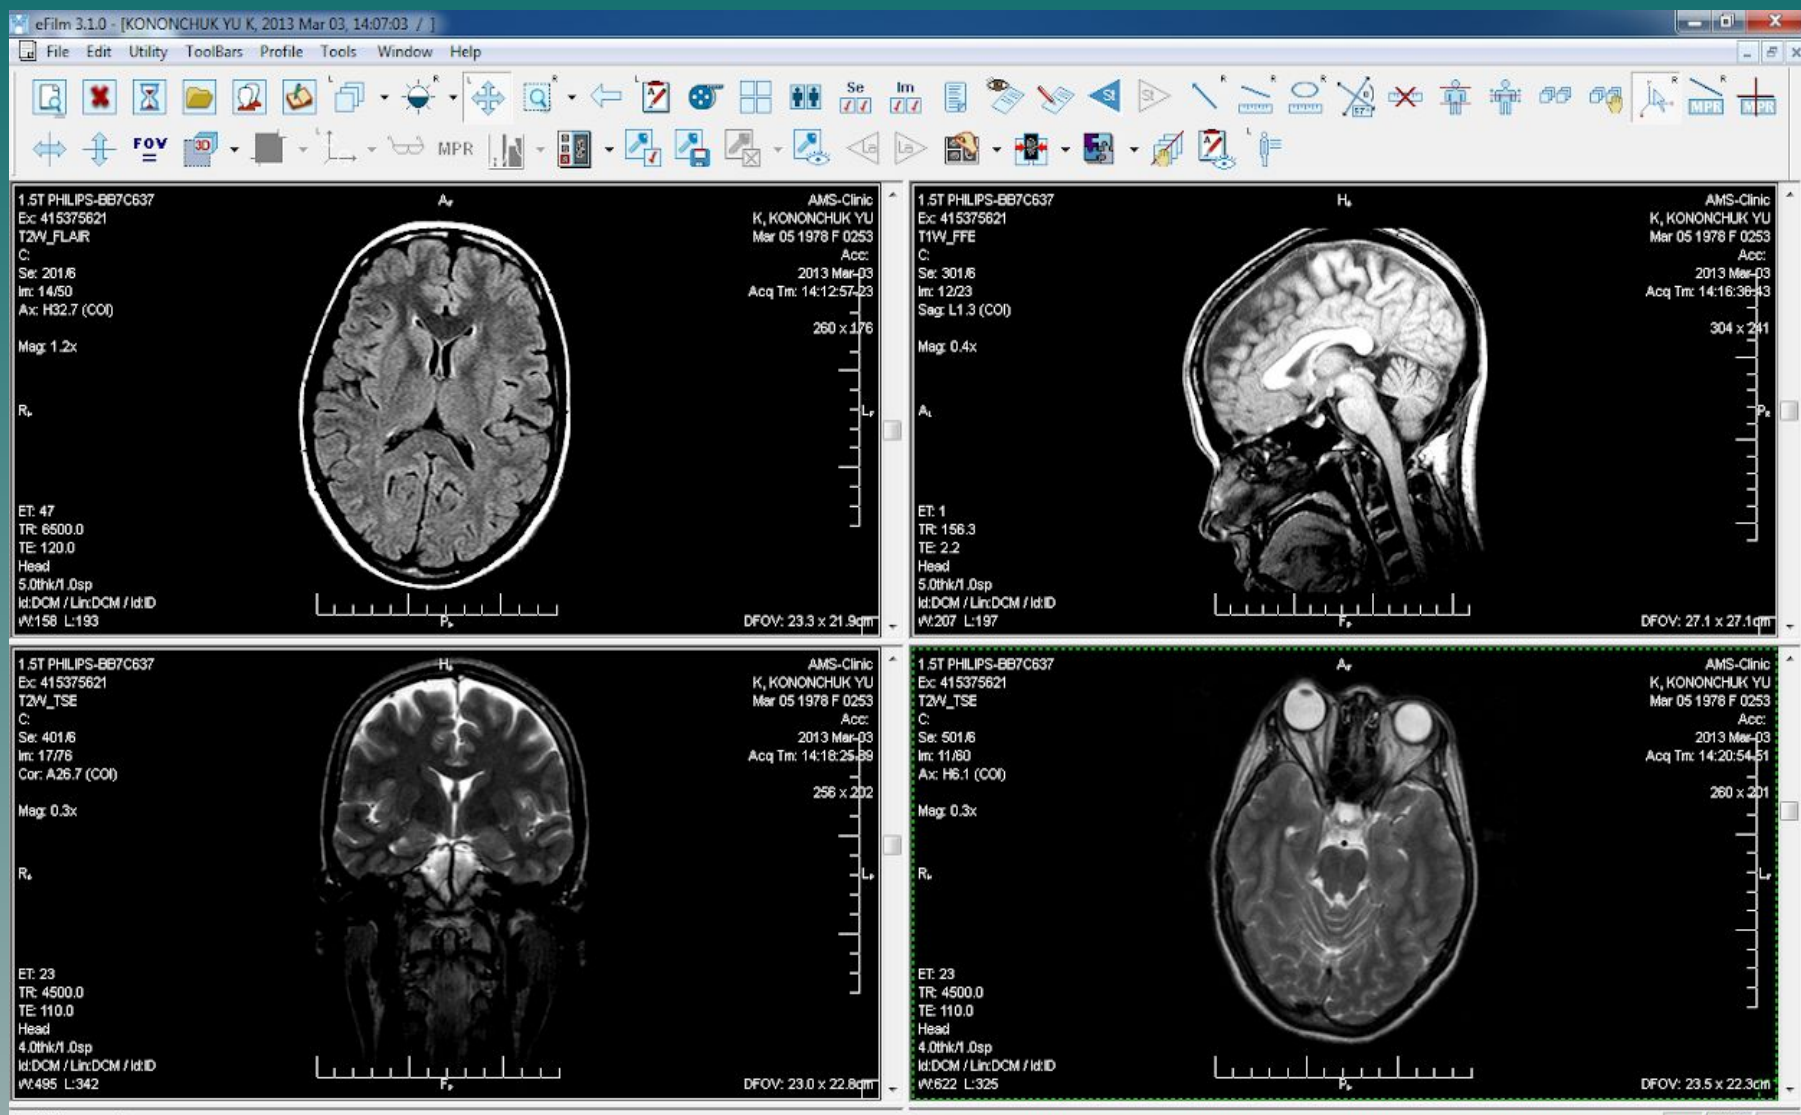 eFilm 3.1.0 - [KONONCHUK YU K, 2013 Mar 03, 14:07:03 / ]
File Edit Utility ToolBars Profile Tools Window Help
Se Im St St MPR MPR
FOV 3D MPR La La
1.5T PHILIPS-BB7C637
Ex: 415375621
T2W_FLAIR
C:
Se: 201/6
Im: 14/50
Ax: H32.7 (COI)
Mag: 1.2x
R
ET: 47
TR: 6500.0
TE: 120.0
Head
5.0thk/1.0sp
Id:DCM / Lin:DCM / Id:ID
W:158 L:193
A
P
AMS-Clinic
K, KONONCHUK YU
Mar 05 1978 F 0253
Acc:
2013 Mar-03
Acq Tm: 14:12:57.23
260 x 176
L
DFOV: 23.3 x 21.9cm
1.5T PHILIPS-BB7C637
Ex: 415375621
T1W_FFE
C:
Se: 301/6
Im: 12/23
Sag: L1.3 (COI)
Mag: 0.4x
A
ET: 1
TR: 156.3
TE: 2.2
Head
5.0thk/1.0sp
Id:DCM / Lin:DCM / Id:ID
W:207 L:197
H
F
AMS-Clinic
K, KONONCHUK YU
Mar 05 1978 F 0253
Acc:
2013 Mar-03
Acq Tm: 14:16:36.43
304 x 241
P
DFOV: 27.1 x 27.1cm
1.5T PHILIPS-BB7C637
Ex: 415375621
T2W_TSE
C:
Se: 401/6
Im: 17/76
Cor: A26.7 (COI)
Mag: 0.3x
R
ET: 23
TR: 4500.0
TE: 110.0
Head
4.0thk/1.0sp
Id:DCM / Lin:DCM / Id:ID
W:495 L:342
H
F
AMS-Clinic
K, KONONCHUK YU
Mar 05 1978 F 0253
Acc:
2013 Mar-03
Acq Tm: 14:18:25.89
256 x 202
L
DFOV: 23.0 x 22.8cm
1.5T PHILIPS-BB7C637
Ex: 415375621
T2W_TSE
C:
Se: 501/6
Im: 11/60
Ax: H6.1 (COI)
Mag: 0.3x
R
ET: 23
TR: 4500.0
TE: 110.0
Head
4.0thk/1.0sp
Id:DCM / Lin:DCM / Id:ID
W:622 L:325
A
P
AMS-Clinic
K, KONONCHUK YU
Mar 05 1978 F 0253
Acc:
2013 Mar-03
Acq Tm: 14:20:54.51
260 x 201
L
DFOV: 23.5 x 22.3cm